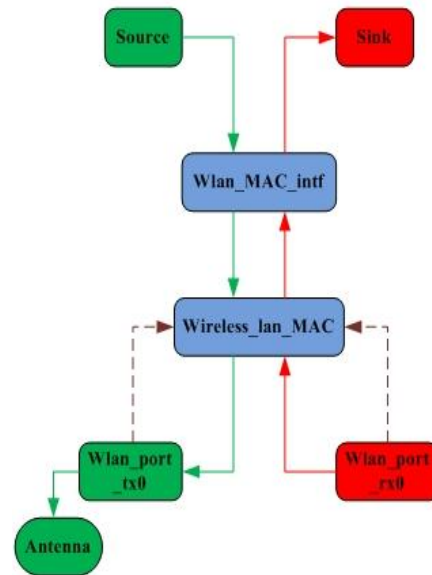 Source
Sink
Wlan_MAC_intf
Wireless_lan_MAC
Wlan_port
_tx0
Wlan_port
_rx0
Antenna